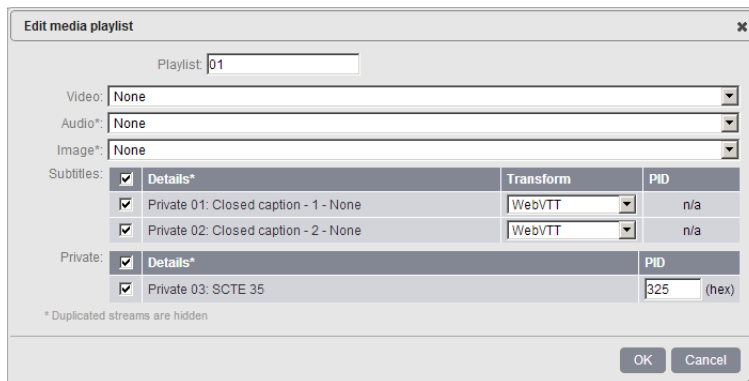 Edit media playlist
Playlist: 01
Video: None
Audio*: None
Image*: None
Subtitles: Details* Transform PID
Private 01: Closed caption - 1 - None WebVTT n/a
Private 02: Closed caption - 2 - None WebVTT n/a
Private: Details* PID
Private 03: SCTE 35 325 (hex)
* Duplicated streams are hidden
OK Cancel